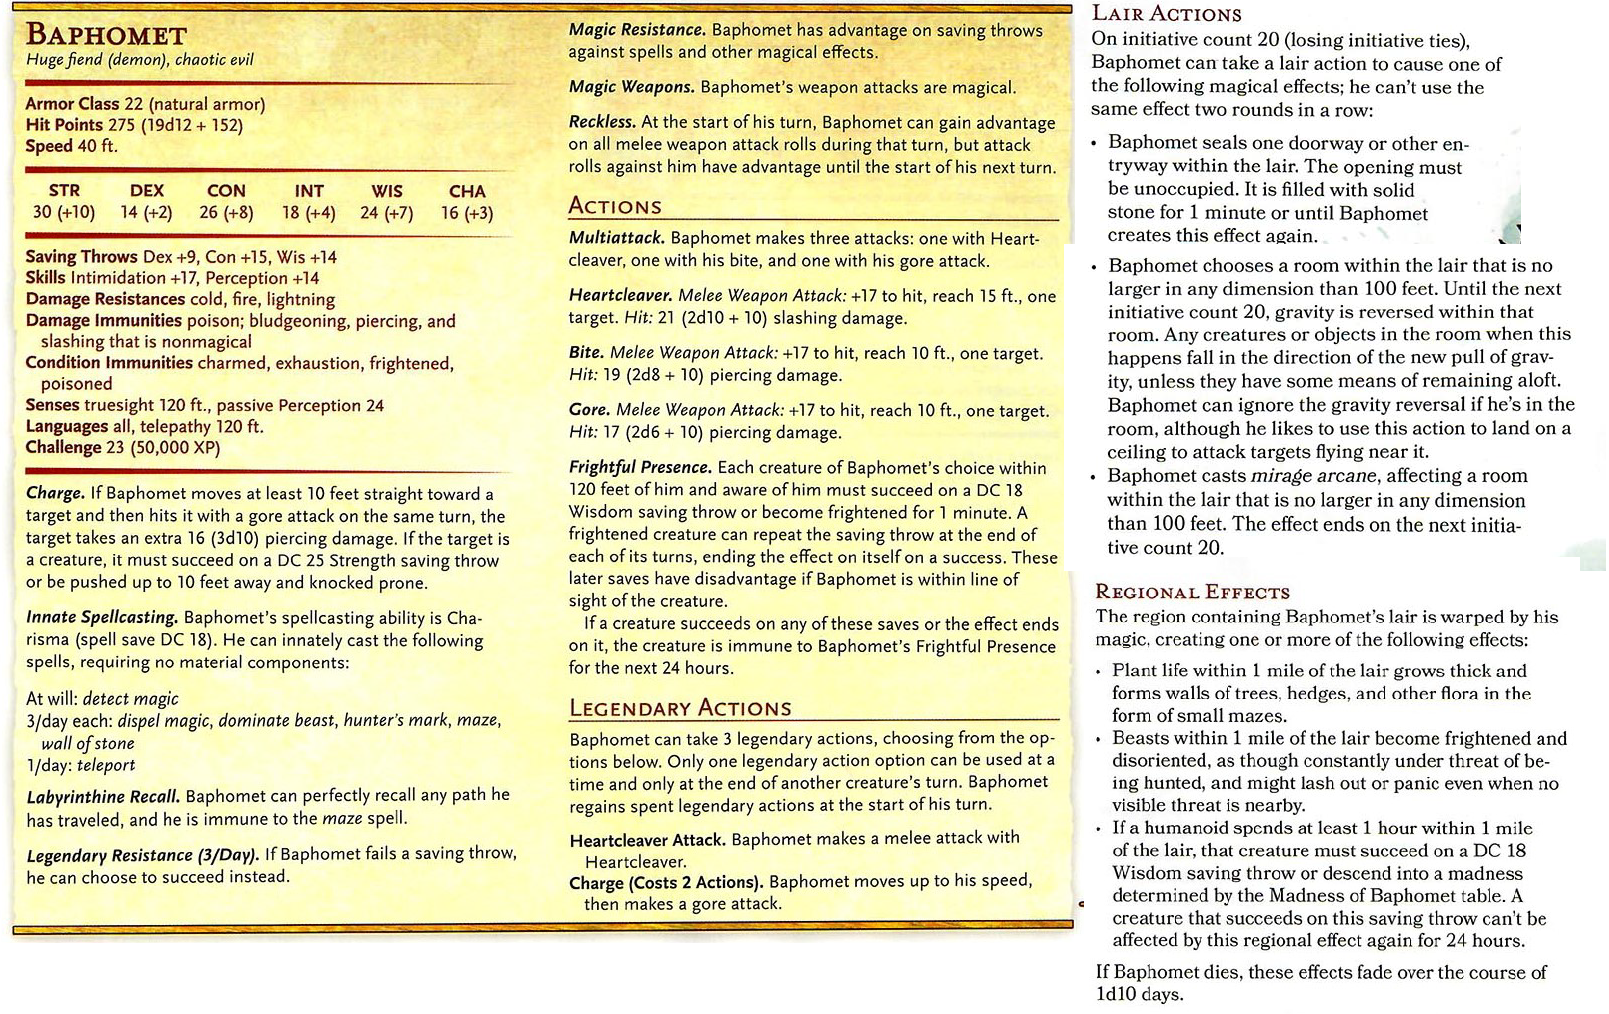 BAPHOMET
Huge fiend (demon), chaotic evil
Armor Class 22 (natural armor)
Hit Points 275 (19d12 + 152)
Speed 40 ft.
STR DEX CON INT WIS CHA
30 (+10) 14 (+2) 26 (+8) 18 (+4) 24 (+7) 16 (+3)
Saving Throws Dex +9, Con +15, Wis +14
Skills Intimidation +17, Perception +14
Damage Resistances cold, fire, lightning
Damage Immunities poison; bludgeoning, piercing, and
slashing that is nonmagical
Condition Immunities charmed, exhaustion, frightened,
poisoned
Senses truesight 120 ft., passive Perception 24
Languages all, telepathy 120 ft.
Challenge 23 (50,000 XP)
Charge. If Baphomet moves at least 10 feet straight toward a
target and then hits it with a gore attack on the same turn, the
target takes an extra 16 (3d10) piercing damage. If the target is
a creature, it must succeed on a DC 25 Strength saving throw
or be pushed up to 10 feet away and knocked prone.
Innate Spellcasting. Baphomet's spellcasting ability is Cha-
risma (spell save DC 18). He can innately cast the following
spells, requiring no material components:
At will: detect magic
3/day each: dispel magic, dominate beast, hunter's mark, maze,
wall of stone
1/day: teleport
Labyrinthine Recall. Baphomet can perfectly recall any path he
has traveled, and he is immune to the maze spell.
Legendary Resistance (3/Day). If Baphomet fails a saving throw,
he can choose to succeed instead.
Magic Resistance. Baphomet has advantage on saving throws
against spells and other magical effects.
Magic Weapons. Baphomet's weapon attacks are magical.
Reckless. At the start of his turn, Baphomet can gain advantage
on all melee weapon attack rolls during that turn, but attack
rolls against him have advantage until the start of his next turn.
ACTIONS
Multiattack. Baphomet makes three attacks: one with Heart-
cleaver, one with his bite, and one with his gore attack.
Heartcleaver. Melee Weapon Attack: +17 to hit, reach 15 ft., one
target. Hit: 21 (2d10 + 10) slashing damage.
Bite. Melee Weapon Attack: +17 to hit, reach 10 ft., one target.
Hit: 19 (2d8 + 10) piercing damage.
Gore. Melee Weapon Attack: +17 to hit, reach 10 ft., one target.
Hit: 17 (2d6 + 10) piercing damage.
Frightful Presence. Each creature of Baphomet's choice within
120 feet of him and aware of him must succeed on a DC 18
Wisdom saving throw or become frightened for 1 minute. A
frightened creature can repeat the saving throw at the end of
each of its turns, ending the effect on itself on a success. These
later saves have disadvantage if Baphomet is within line of
sight of the creature.
If a creature succeeds on any of these saves or the effect ends
on it, the creature is immune to Baphomet's Frightful Presence
for the next 24 hours.
LEGENDARY ACTIONS
Baphomet can take 3 legendary actions, choosing from the op-
tions below. Only one legendary action option can be used at a
time and only at the end of another creature's turn. Baphomet
regains spent legendary actions at the start of his turn.
Heartcleaver Attack. Baphomet makes a melee attack with
Heartcleaver.
Charge (Costs 2 Actions). Baphomet moves up to his speed,
then makes a gore attack.
LAIR ACTIONS
On initiative count 20 (losing initiative ties),
Baphomet can take a lair action to cause one of
the following magical effects; he can't use the
same effect two rounds in a row:
• Baphomet seals one doorway or other en-
tryway within the lair. The opening must
be unoccupied. It is filled with solid
stone for 1 minute or until Baphomet
creates this effect again.
• Baphomet chooses a room within the lair that is no
larger in any dimension than 100 feet. Until the next
initiative count 20, gravity is reversed within that
room. Any creatures or objects in the room when this
happens fall in the direction of the new pull of grav-
ity, unless they have some means of remaining aloft.
Baphomet can ignore the gravity reversal if he's in the
room, although he likes to use this action to land on a
ceiling to attack targets flying near it.
• Baphomet casts mirage arcane, affecting a room
within the lair that is no larger in any dimension
than 100 feet. The effect ends on the next initia-
tive count 20.
REGIONAL EFFECTS
The region containing Baphomet's lair is warped by his
magic, creating one or more of the following effects:
• Plant life within 1 mile of the lair grows thick and
forms walls of trees, hedges, and other flora in the
form of small mazes.
• Beasts within 1 mile of the lair become frightened and
disoriented, as though constantly under threat of be-
ing hunted, and might lash out or panic even when no
visible threat is nearby.
• If a humanoid spends at least 1 hour within 1 mile
of the lair, that creature must succeed on a DC 18
Wisdom saving throw or descend into a madness
determined by the Madness of Baphomet table. A
creature that succeeds on this saving throw can't be
affected by this regional effect again for 24 hours.
If Baphomet dies, these effects fade over the course of
1d10 days.